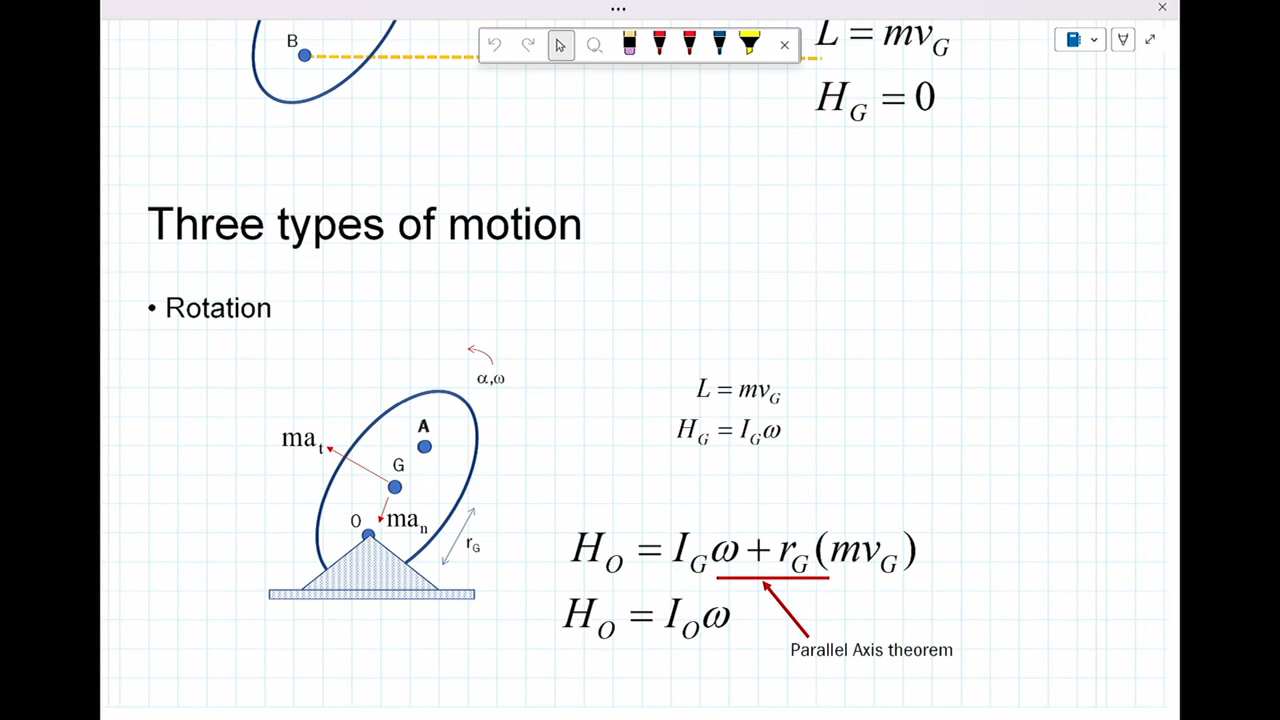 B
L = mv_G
H_G = 0
Three types of motion
• Rotation
α,ω
L = mv_G
H_G = I_Gω
A
ma_t
G
O
ma_n
r_G
H_O = I_Gω + r_G(mv_G)
H_O = I_Oω
Parallel Axis theorem